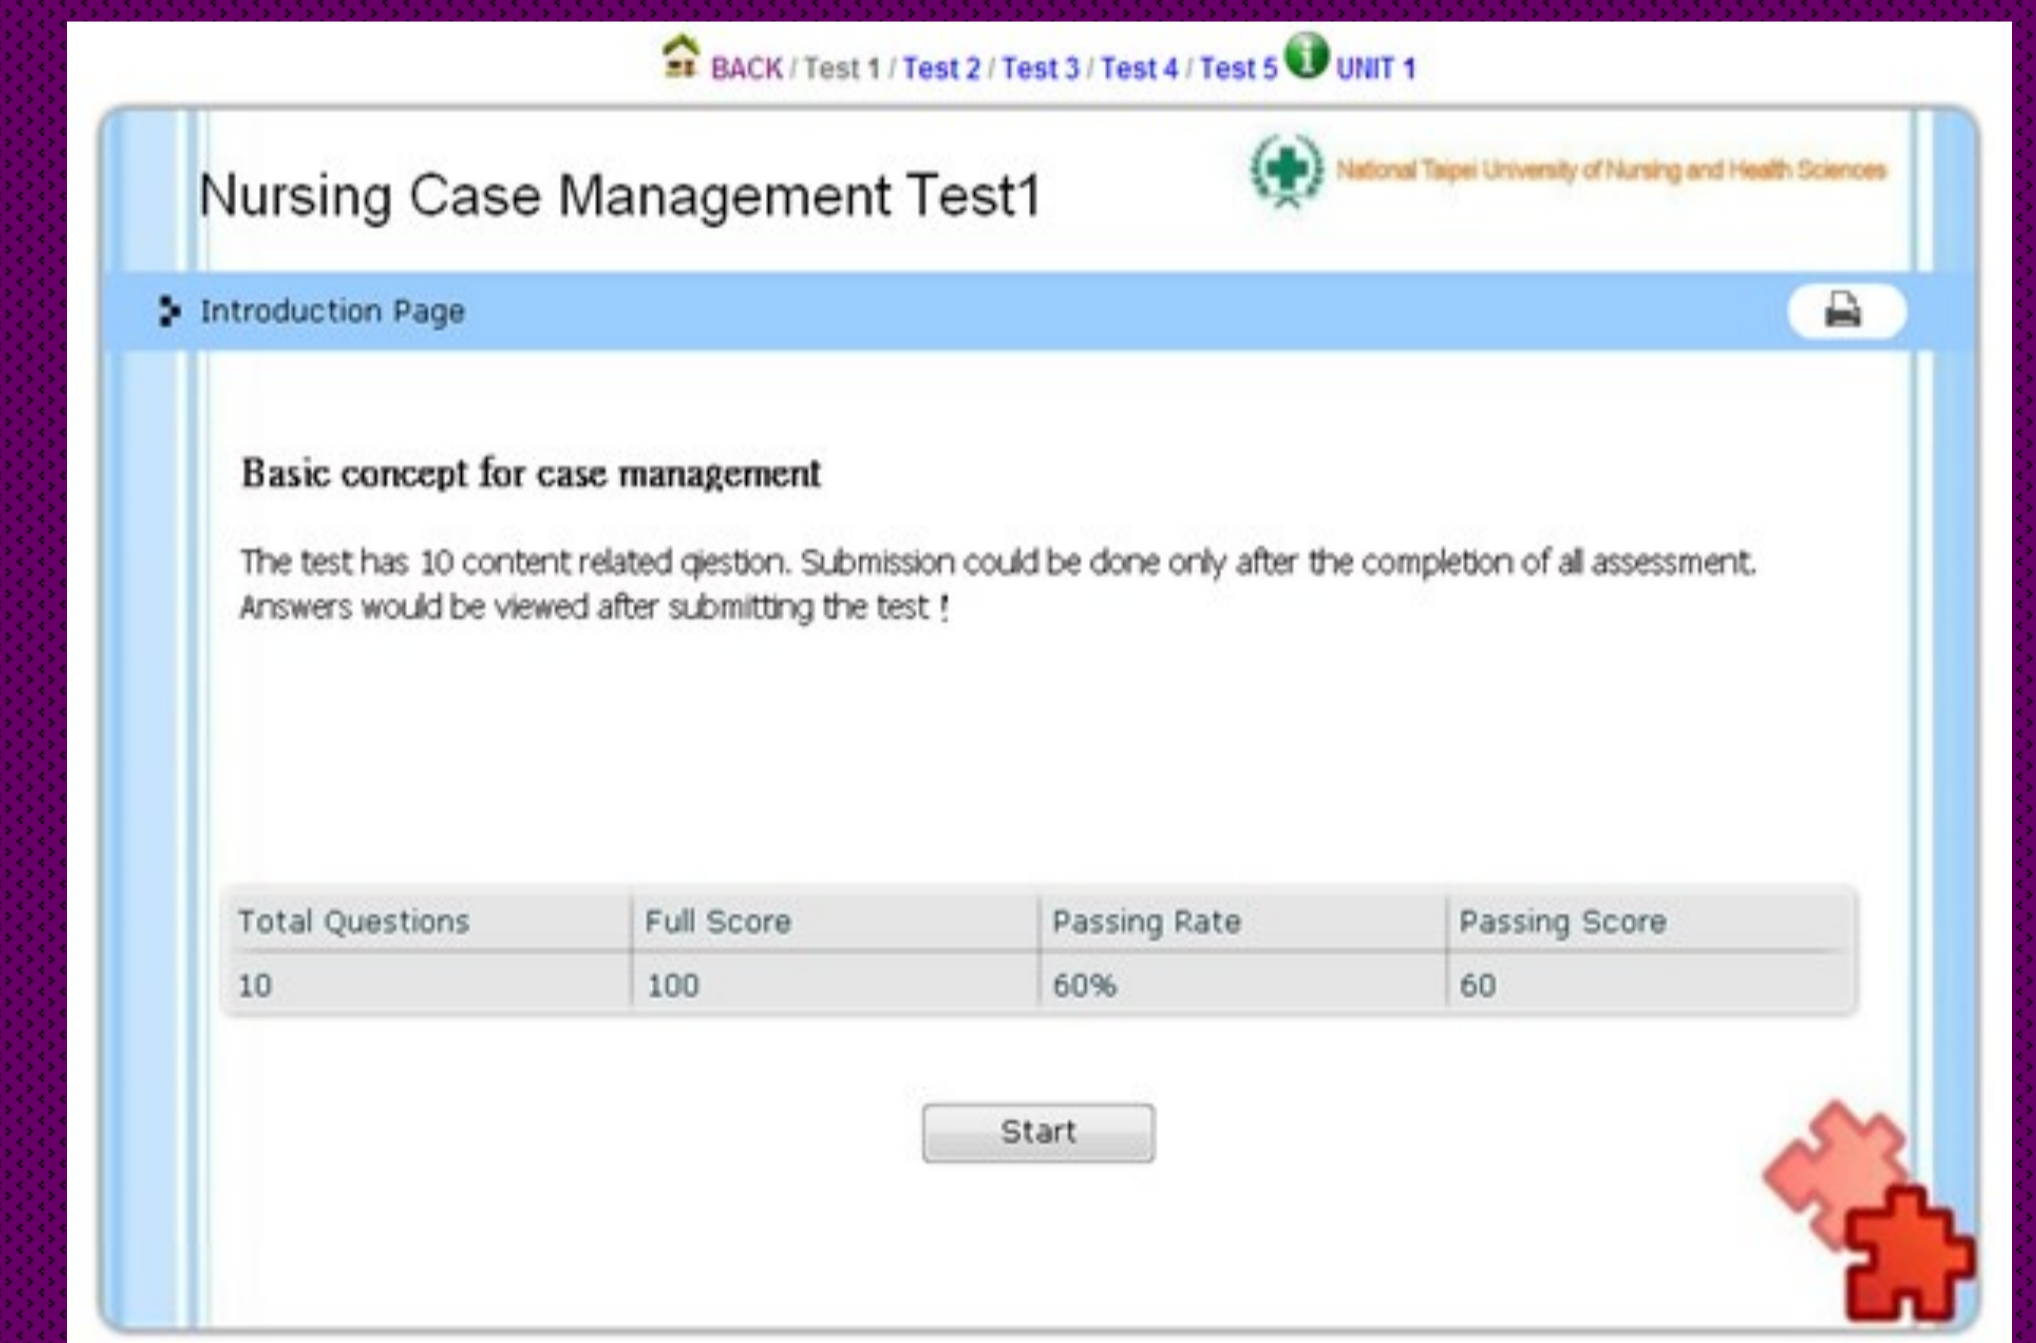 BACK / Test 1 / Test 2 / Test 3 / Test 4 / Test 5 UNIT 1
Nursing Case Management Test1
National Taipei University of Nursing and Health Sciences
Introduction Page
Basic concept for case management
The test has 10 content related qiestion. Submission could be done only after the completion of all assessment.
Answers would be viewed after submitting the test !
Total Questions Full Score Passing Rate Passing Score
10 100 60% 60
Start